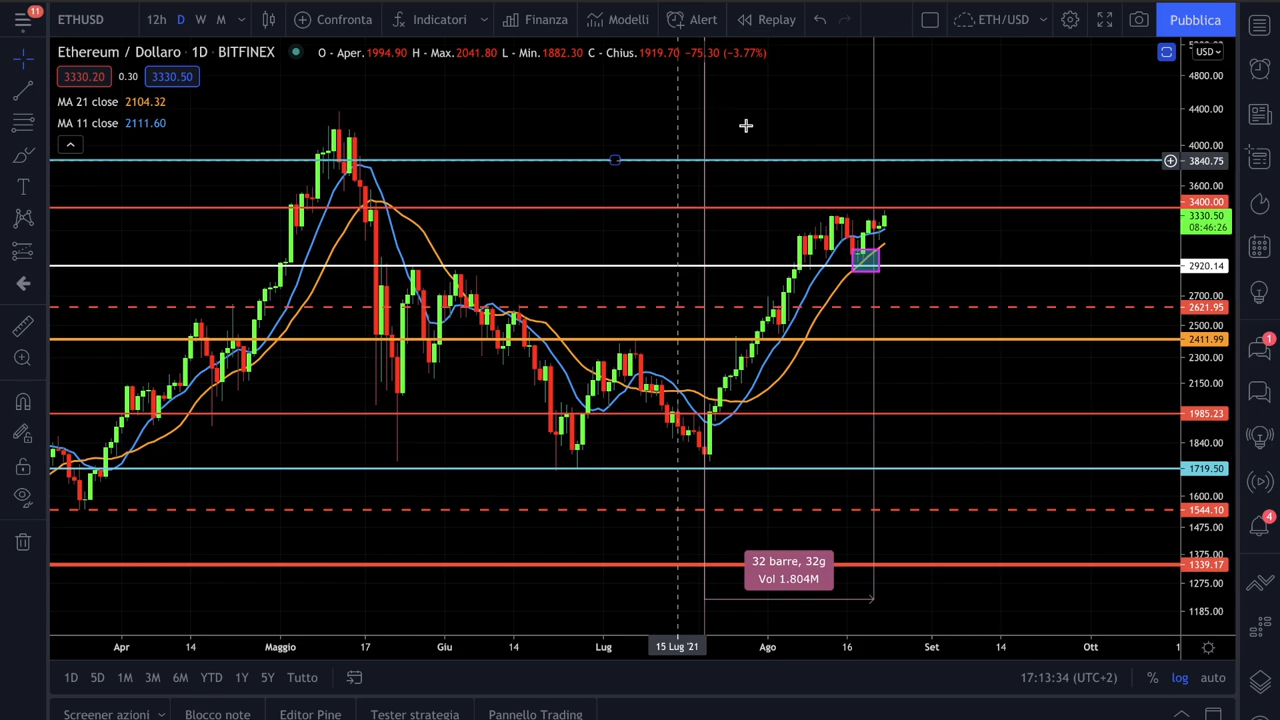 11
ETHUSD
12h D W M
Confronta
Indicatori
Finanza
Modelli
Alert
Replay
ETH/USD
Pubblica
Ethereum / Dollaro · 1D · BITFINEX
O - Aper.1994.90 H - Max.2041.80 L - Min.1882.30 C - Chius.1919.70 −75.30 (−3.77%)
3330.20 0.30 3330.50
MA 21 close 2104.32
MA 11 close 2111.60
USD
4800.00
4400.00
4000.00
3840.75
3600.00
3400.00
3330.50
08:46:26
2920.14
2700.00
2621.95
2500.00
2411.99
2300.00
2150.00
1985.23
1840.00
1719.50
1600.00
1544.10
1475.00
1375.00
1339.17
1275.00
1185.00
32 barre, 32g
Vol 1.804M
Apr 14 Maggio 17 Giu 14 Lug 15 Lug '21 Ago 16 Set 14 Ott 1
1D 5D 1M 3M 6M YTD 1Y 5Y Tutto
17:13:34 (UTC+2) % log auto
Screener azioni Blocco note Editor Pine Tester strategia Pannello Trading
1
4